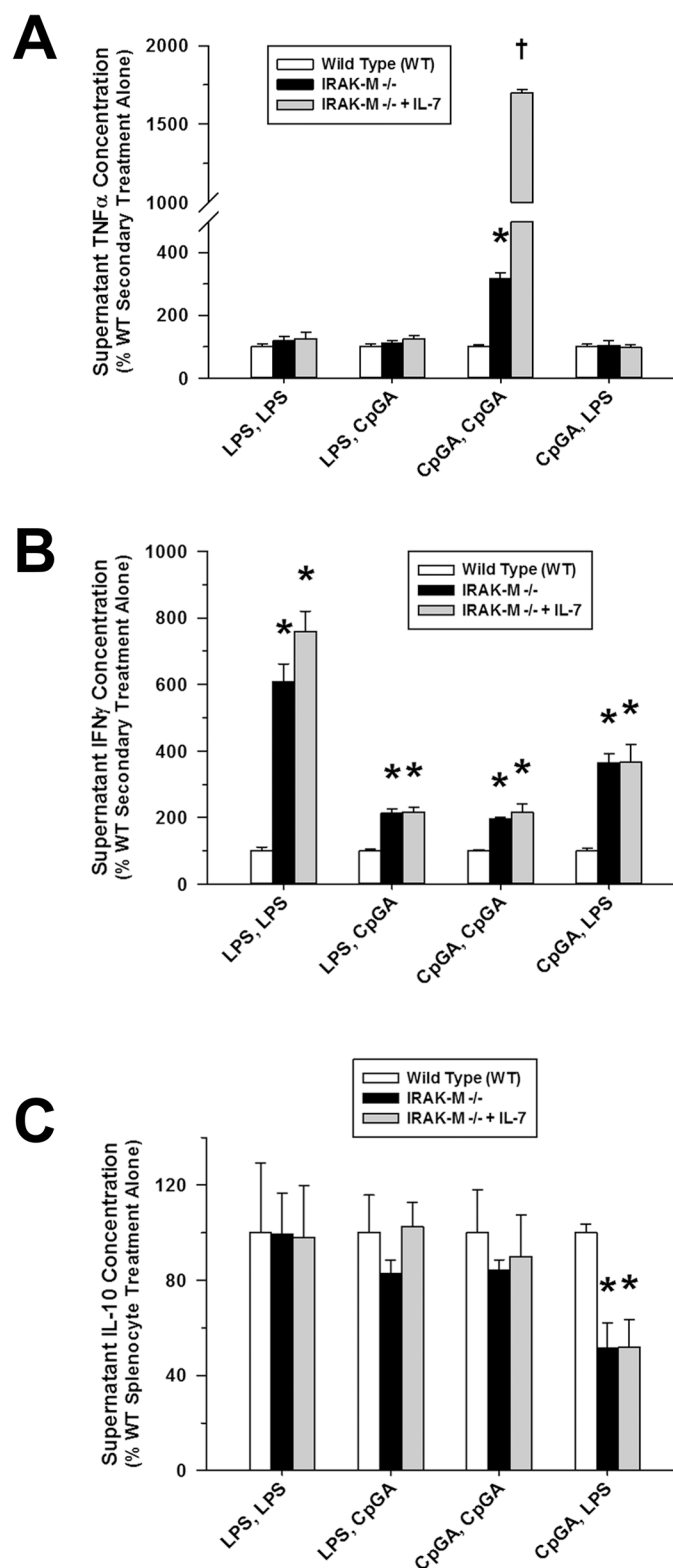 A
Supernatant TNFα Concentration
(% WT Secondary Treatment Alone)
2000
1500
1000
400
200
0
Wild Type (WT)
IRAK-M -/-
IRAK-M -/- + IL-7
*
†
LPS, LPS
LPS, CpGA
CpGA, CpGA
CpGA, LPS
B
Supernatant IFNγ Concentration
(% WT Secondary Treatment Alone)
1000
800
600
400
200
0
Wild Type (WT)
IRAK-M -/-
IRAK-M -/- + IL-7
* *
* *
* *
* *
LPS, LPS
LPS, CpGA
CpGA, CpGA
CpGA, LPS
C
Supernatant IL-10 Concentration
(% WT Splenocyte Treatment Alone)
120
80
40
0
Wild Type (WT)
IRAK-M -/-
IRAK-M -/- + IL-7
* *
LPS, LPS
LPS, CpGA
CpGA, CpGA
CpGA, LPS